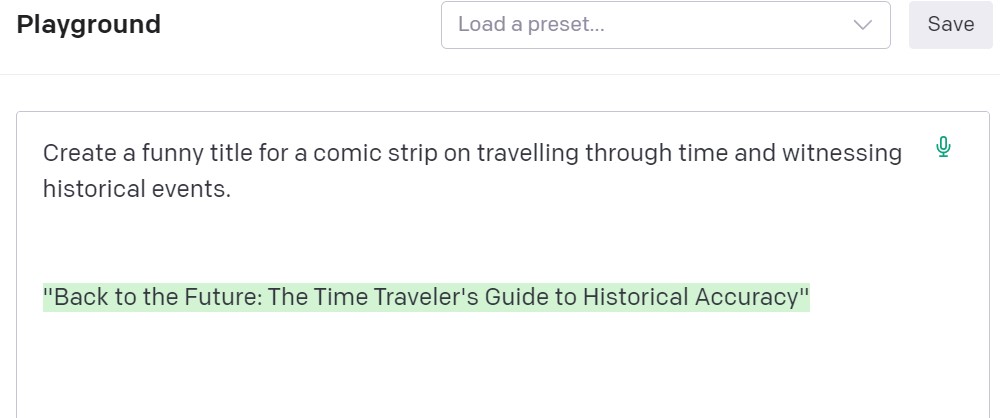 Playground
Load a preset...
Save
Create a funny title for a comic strip on travelling through time and witnessing
historical events.
"Back to the Future: The Time Traveler's Guide to Historical Accuracy"